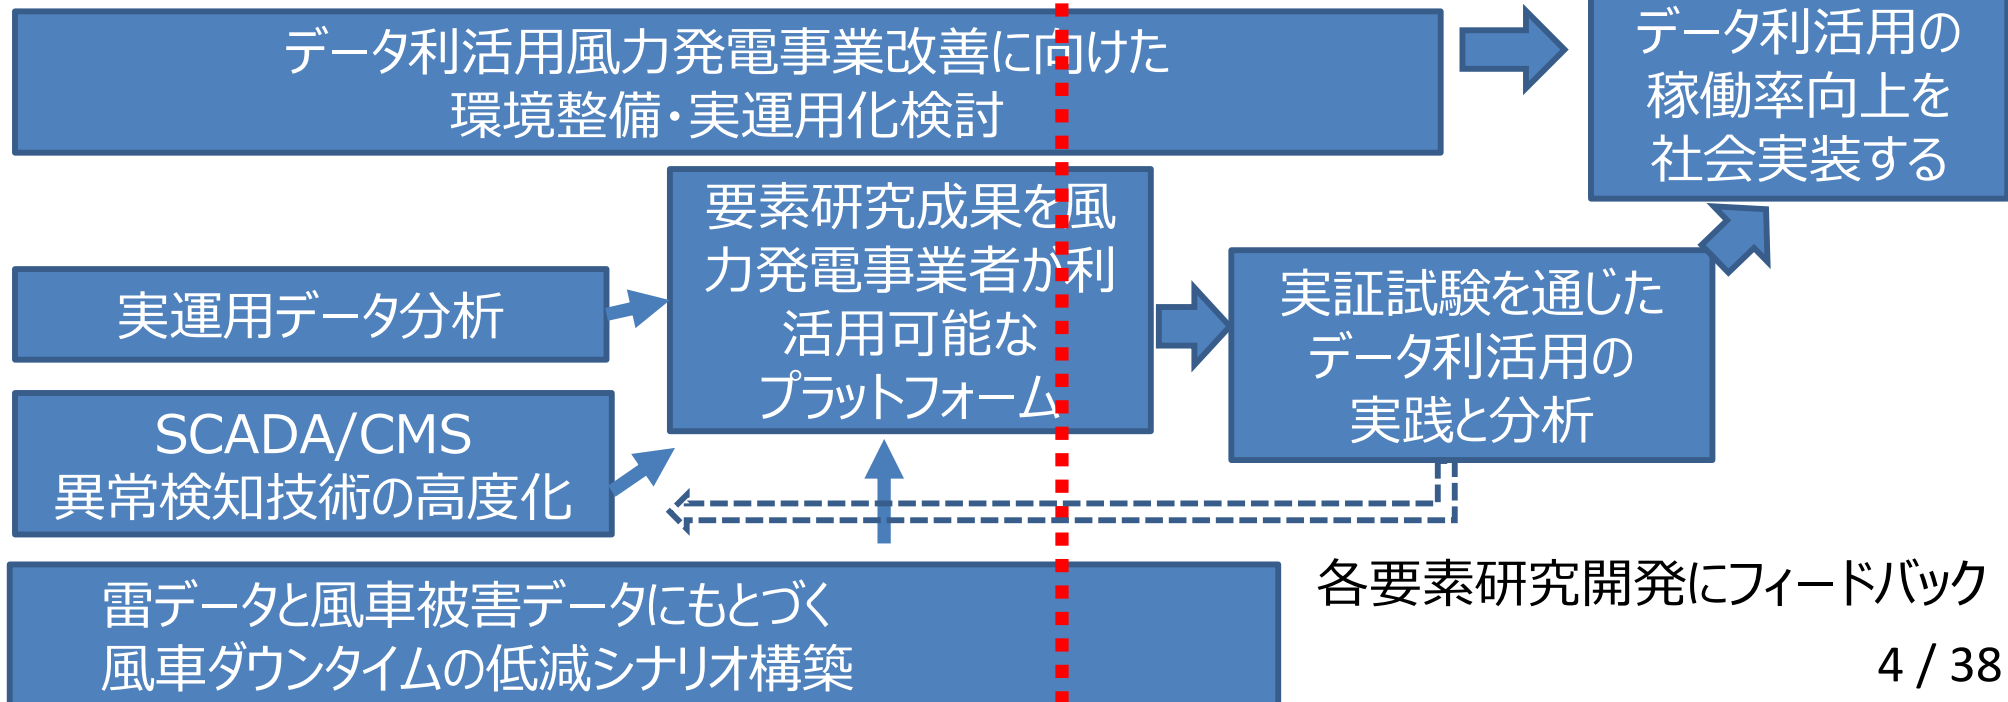 データ利活用風力発電事業改善に向けた
環境整備・実運用化検討
データ利活用の
稼働率向上を
社会実装する
要素研究成果を風
力発電事業者が利
活用可能な
プラットフォーム
実運用データ分析
実証試験を通じた
データ利活用の
実践と分析
SCADA/CMS
異常検知技術の高度化
雷データと風車被害データにもとづく
風車ダウンタイムの低減シナリオ構築
各要素研究開発にフィードバック
4 / 38